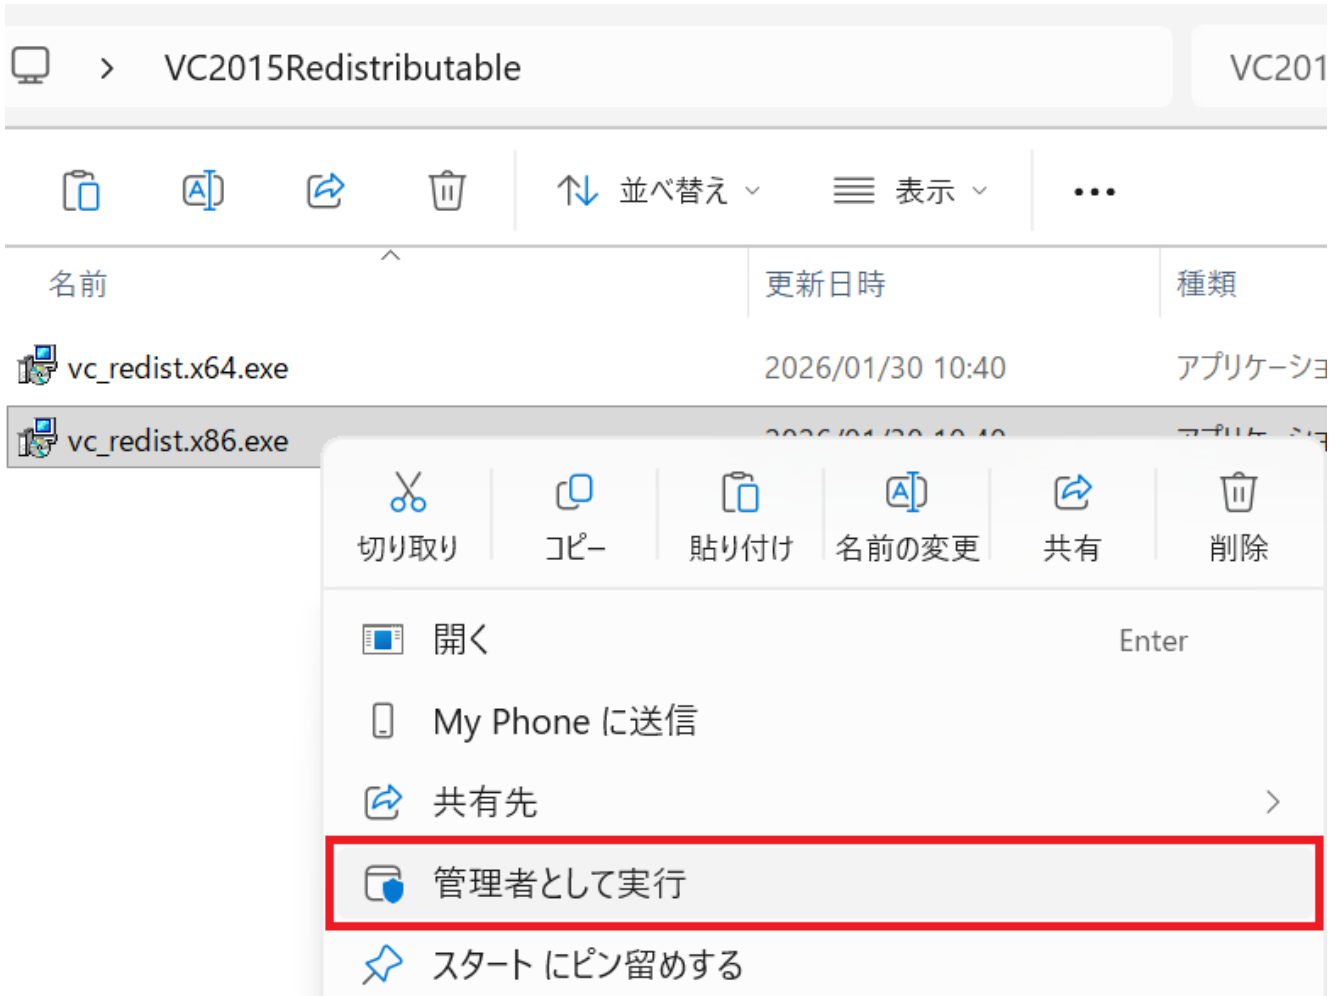 VC2015Redistributable
VC201
並べ替え
表示
名前
更新日時
種類
vc_redist.x64.exe
2026/01/30 10:40
アプリケーショ
vc_redist.x86.exe
切り取り
コピー
貼り付け
名前の変更
共有
削除
開く
Enter
My Phone に送信
共有先
管理者として実行
スタート にピン留めする